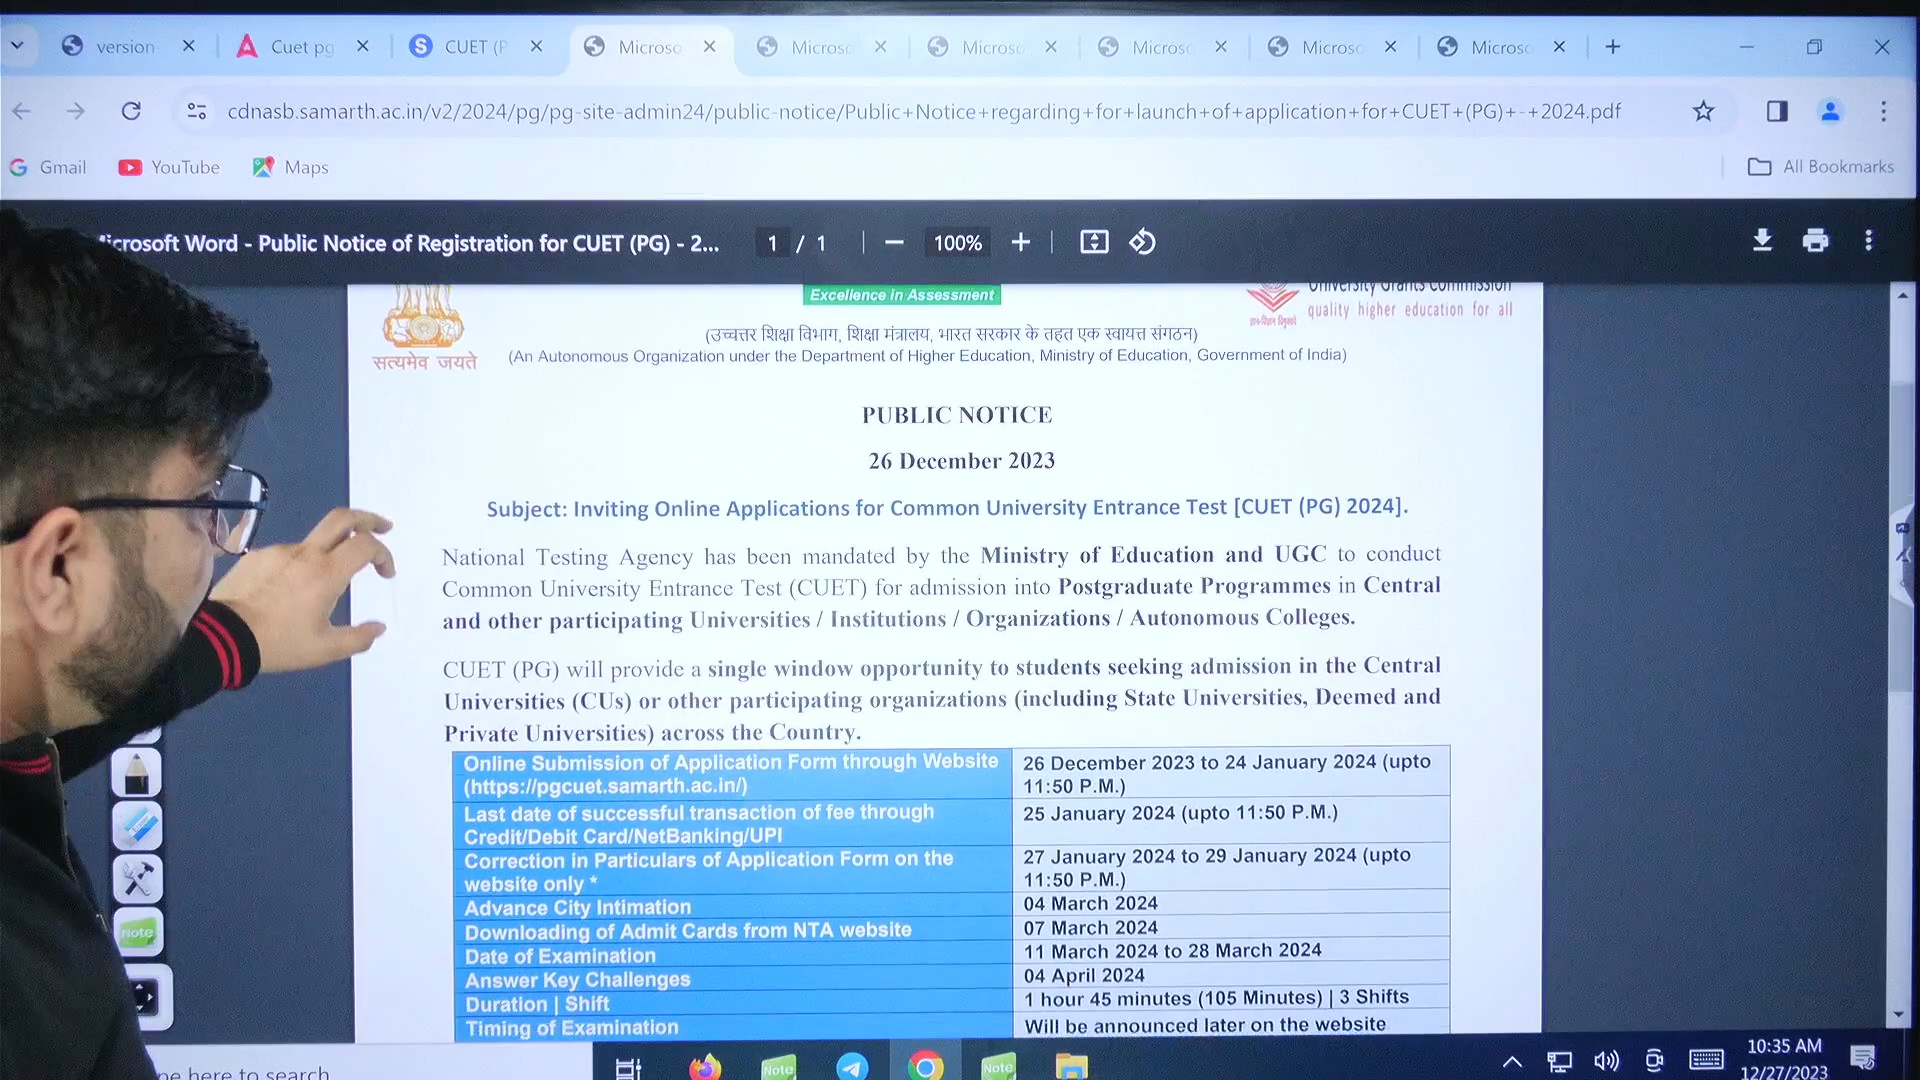 version
Cuet pg
CUET (P
Microso
Microso
Microso
Microso
Microso
Microso
cdnasb.samarth.ac.in/v2/2024/pg/pg-site-admin24/public-notice/Public+Notice+regarding+for+launch+of+application+for+CUET+(PG)+-+2024.pdf
Gmail YouTube Maps All Bookmarks
Microsoft Word - Public Notice of Registration for CUET (PG) - 2... 1 / 1 100%
Excellence in Assessment
University Grants Commission
quality higher education for all
ज्ञान-विज्ञान विमुक्तये
सत्यमेव जयते
(उच्चत्तर शिक्षा विभाग, शिक्षा मंत्रालय, भारत सरकार के तहत एक स्वायत्त संगठन)
(An Autonomous Organization under the Department of Higher Education, Ministry of Education, Government of India)
PUBLIC NOTICE
26 December 2023
Subject: Inviting Online Applications for Common University Entrance Test [CUET (PG) 2024].
National Testing Agency has been mandated by the Ministry of Education and UGC to conduct
Common University Entrance Test (CUET) for admission into Postgraduate Programmes in Central
and other participating Universities / Institutions / Organizations / Autonomous Colleges.
CUET (PG) will provide a single window opportunity to students seeking admission in the Central
Universities (CUs) or other participating organizations (including State Universities, Deemed and
Private Universities) across the Country.
Online Submission of Application Form through Website
(https://pgcuet.samarth.ac.in/)
26 December 2023 to 24 January 2024 (upto
11:50 P.M.)
Last date of successful transaction of fee through
Credit/Debit Card/NetBanking/UPI
25 January 2024 (upto 11:50 P.M.)
Correction in Particulars of Application Form on the
website only *
27 January 2024 to 29 January 2024 (upto
11:50 P.M.)
Advance City Intimation 04 March 2024
Downloading of Admit Cards from NTA website 07 March 2024
Date of Examination 11 March 2024 to 28 March 2024
Answer Key Challenges 04 April 2024
Duration | Shift 1 hour 45 minutes (105 Minutes) | 3 Shifts
Timing of Examination Will be announced later on the website
Note
Eraser
pe here to search
Note
Note
10:35 AM
12/27/2023